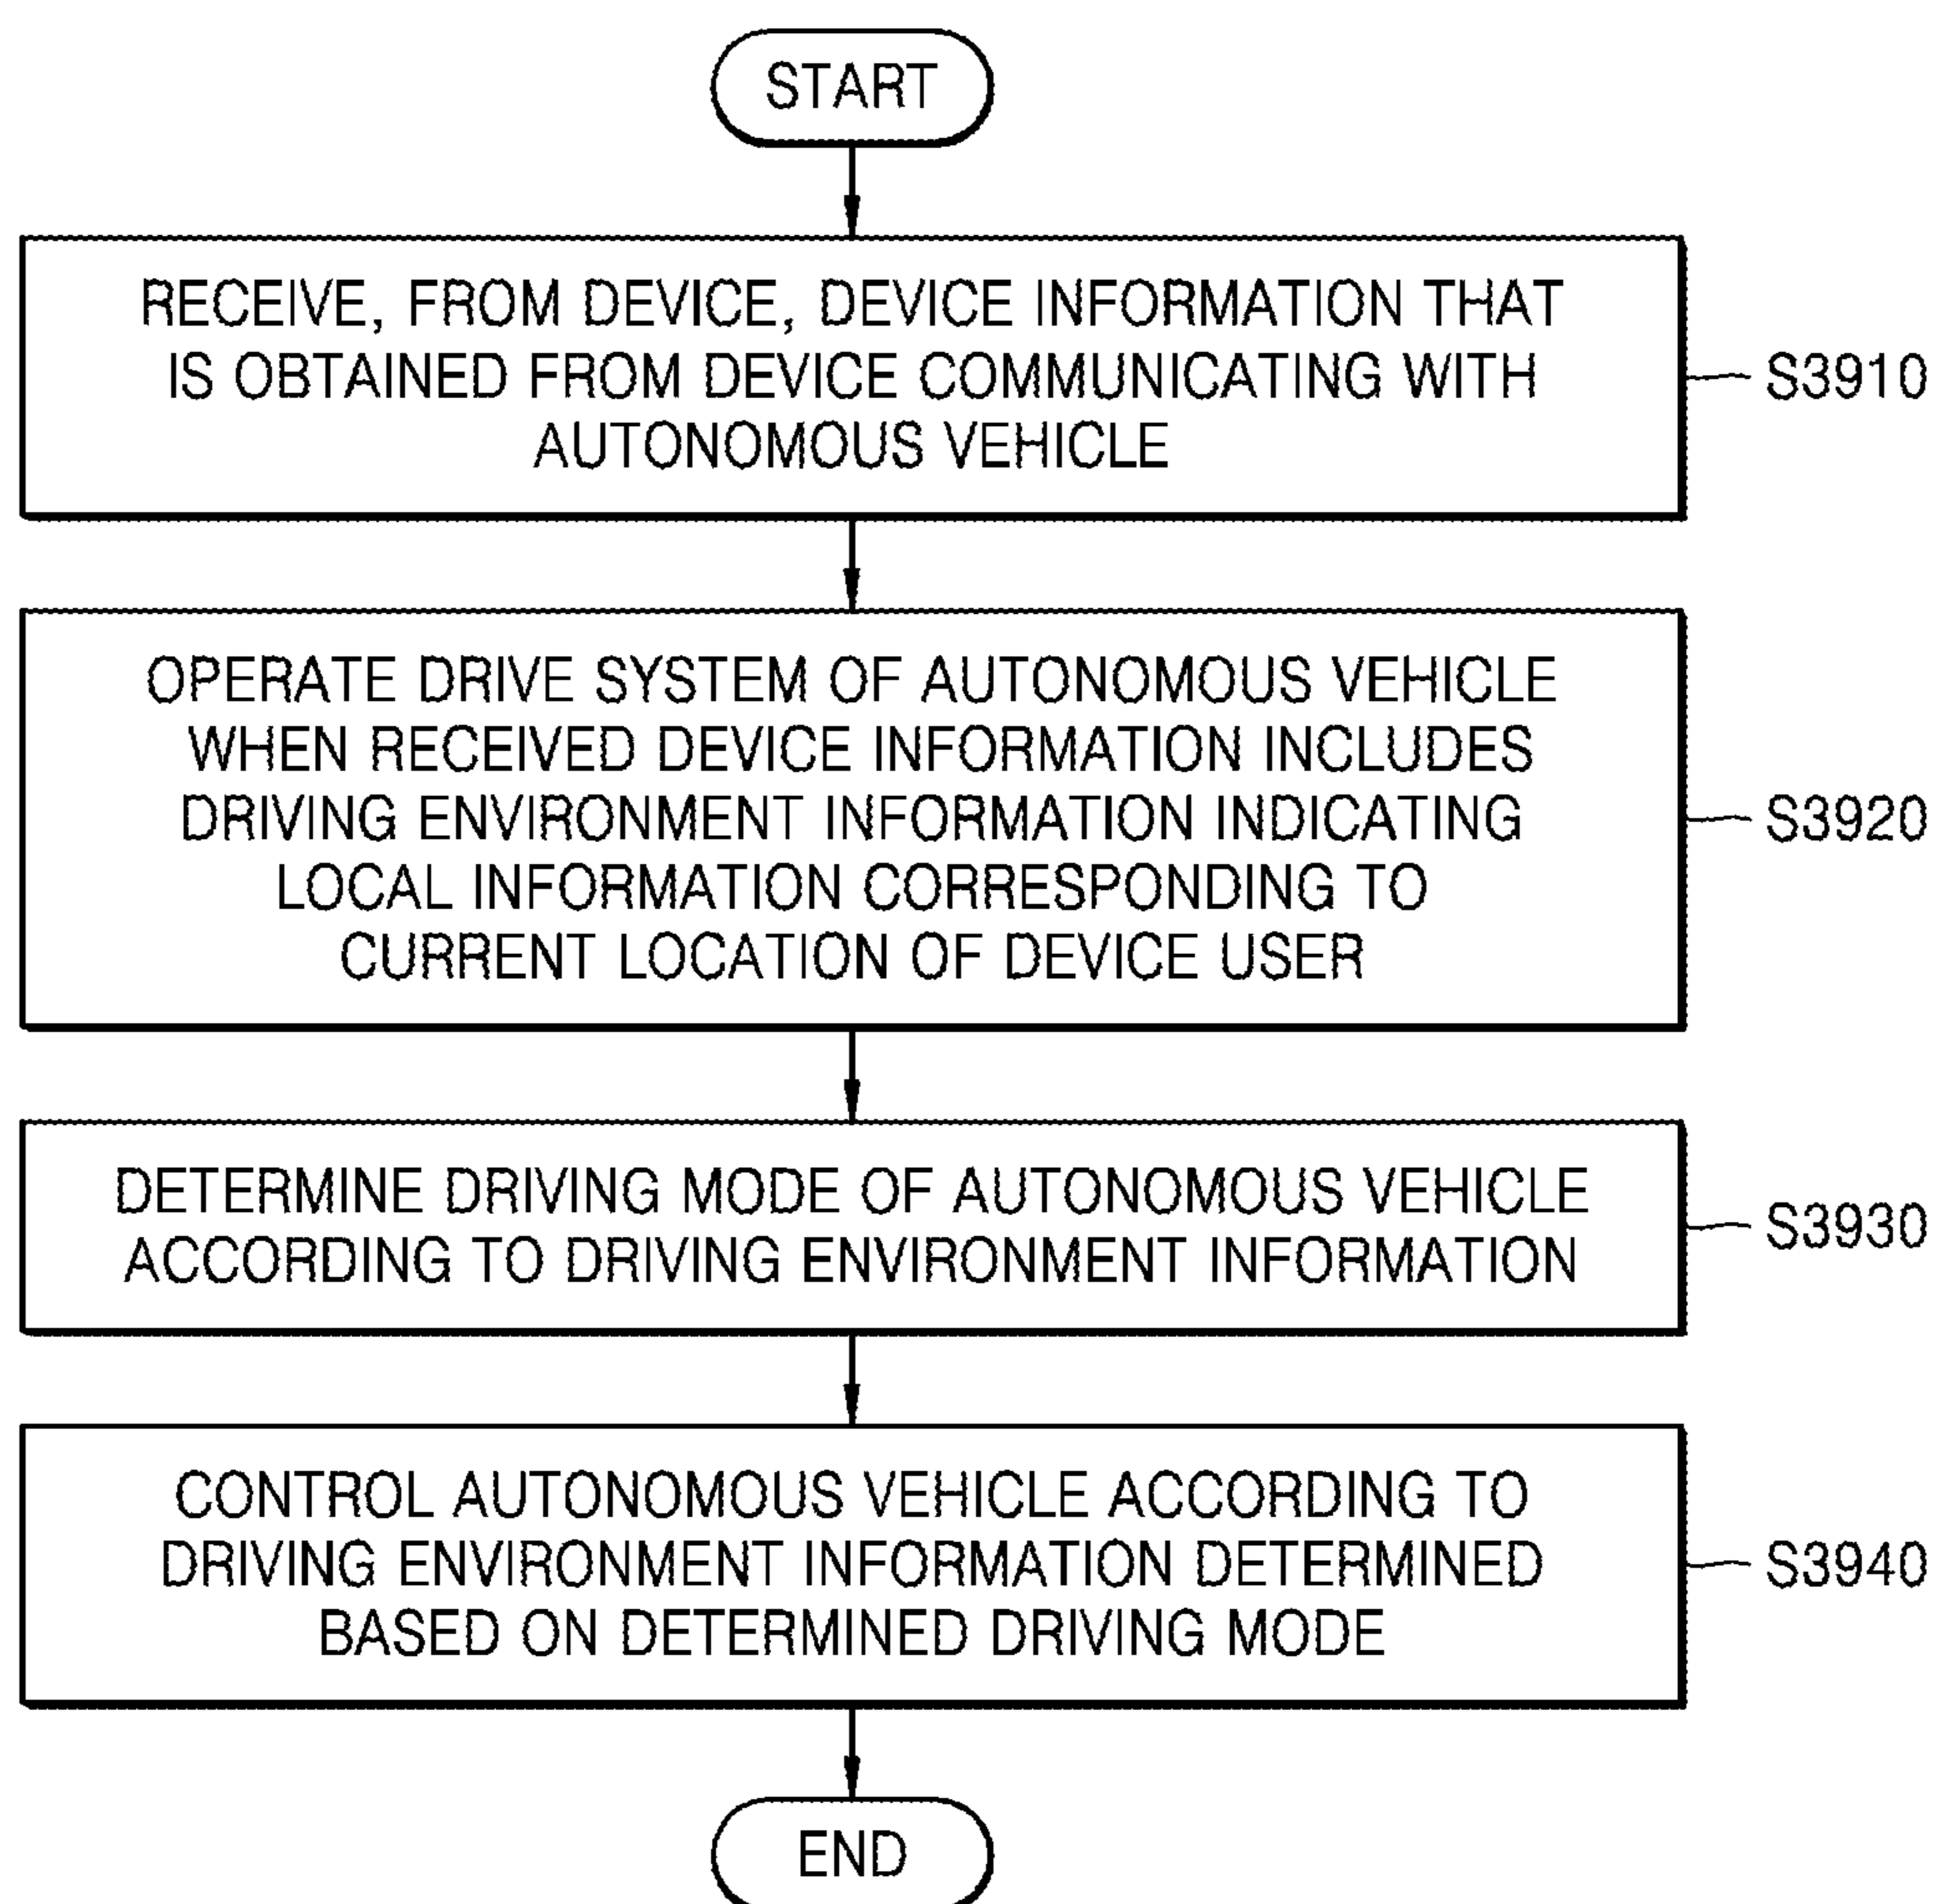 START
RECEIVE, FROM DEVICE, DEVICE INFORMATION THAT
IS OBTAINED FROM DEVICE COMMUNICATING WITH
AUTONOMOUS VEHICLE
S3910
OPERATE DRIVE SYSTEM OF AUTONOMOUS VEHICLE
WHEN RECEIVED DEVICE INFORMATION INCLUDES
DRIVING ENVIRONMENT INFORMATION INDICATING
LOCAL INFORMATION CORRESPONDING TO
CURRENT LOCATION OF DEVICE USER
S3920
DETERMINE DRIVING MODE OF AUTONOMOUS VEHICLE
ACCORDING TO DRIVING ENVIRONMENT INFORMATION
S3930
CONTROL AUTONOMOUS VEHICLE ACCORDING TO
DRIVING ENVIRONMENT INFORMATION DETERMINED
BASED ON DETERMINED DRIVING MODE
S3940
END